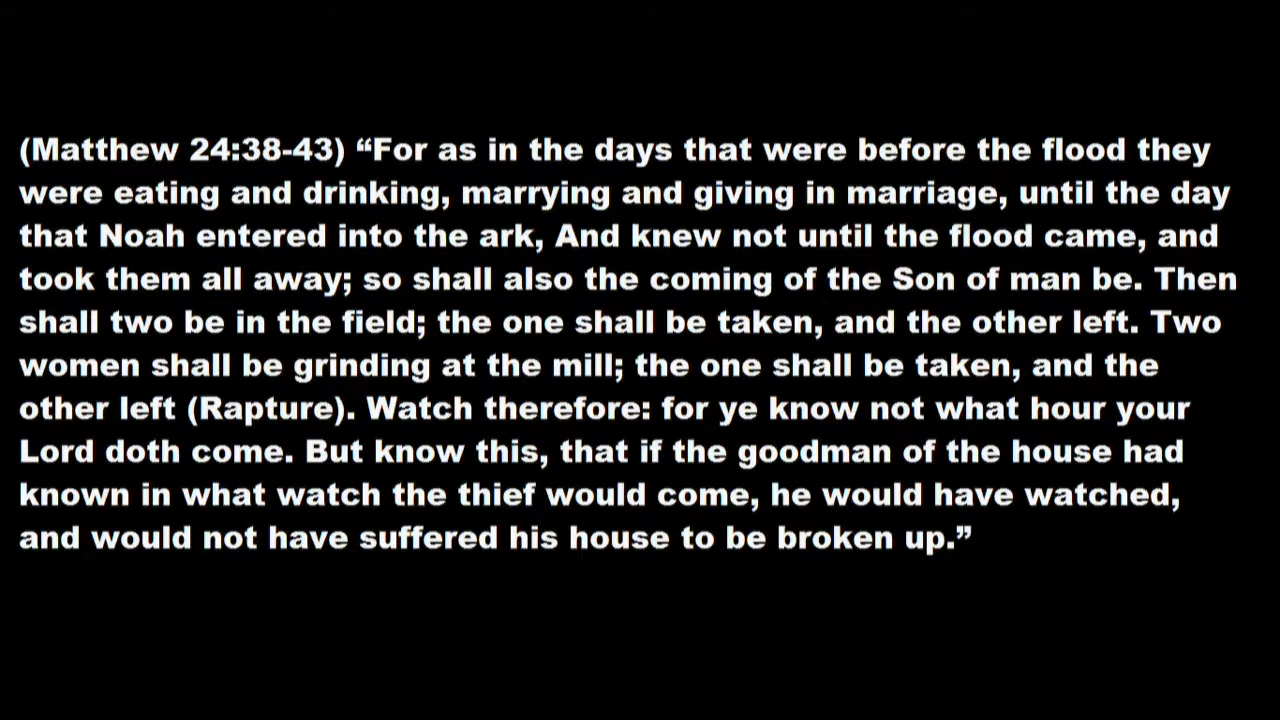 (Matthew 24:38-43) “For as in the days that were before the flood they
were eating and drinking, marrying and giving in marriage, until the day
that Noah entered into the ark, And knew not until the flood came, and
took them all away; so shall also the coming of the Son of man be. Then
shall two be in the field; the one shall be taken, and the other left. Two
women shall be grinding at the mill; the one shall be taken, and the
other left (Rapture). Watch therefore: for ye know not what hour your
Lord doth come. But know this, that if the goodman of the house had
known in what watch the thief would come, he would have watched,
and would not have suffered his house to be broken up.”